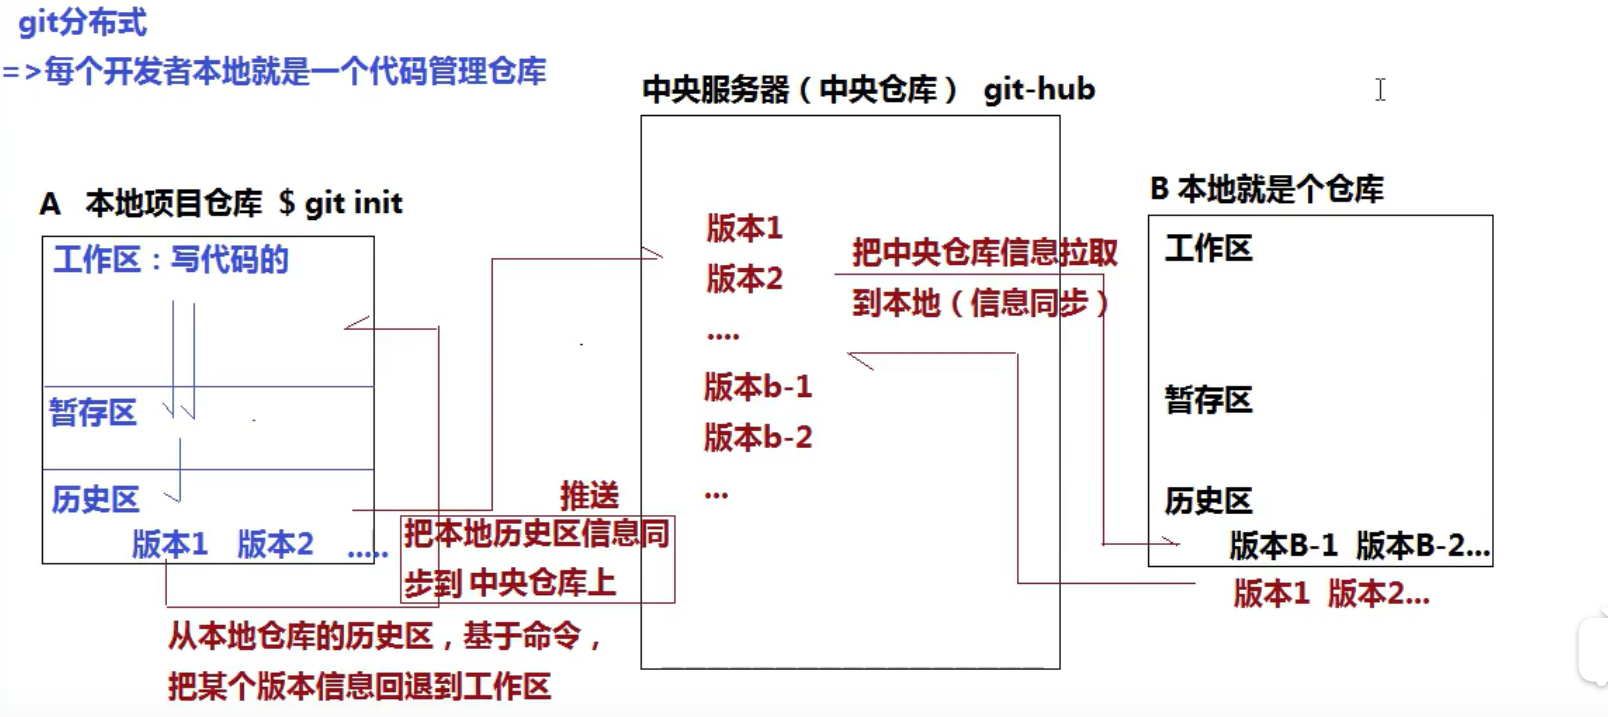 git分布式
=>每个开发者本地就是一个代码管理仓库
中央服务器（中央仓库） git-hub
A 本地项目仓库 $ git init
工作区：写代码的
暂存区
历史区
版本1 版本2 .....
推送
把本地历史区信息同
步到 中央仓库上
从本地仓库的历史区，基于命令，
把某个版本信息回退到工作区
版本1
版本2
....
版本b-1
版本b-2
...
把中央仓库信息拉取
到本地（信息同步）
B 本地就是个仓库
工作区
暂存区
历史区
版本B-1 版本B-2...
版本1 版本2...